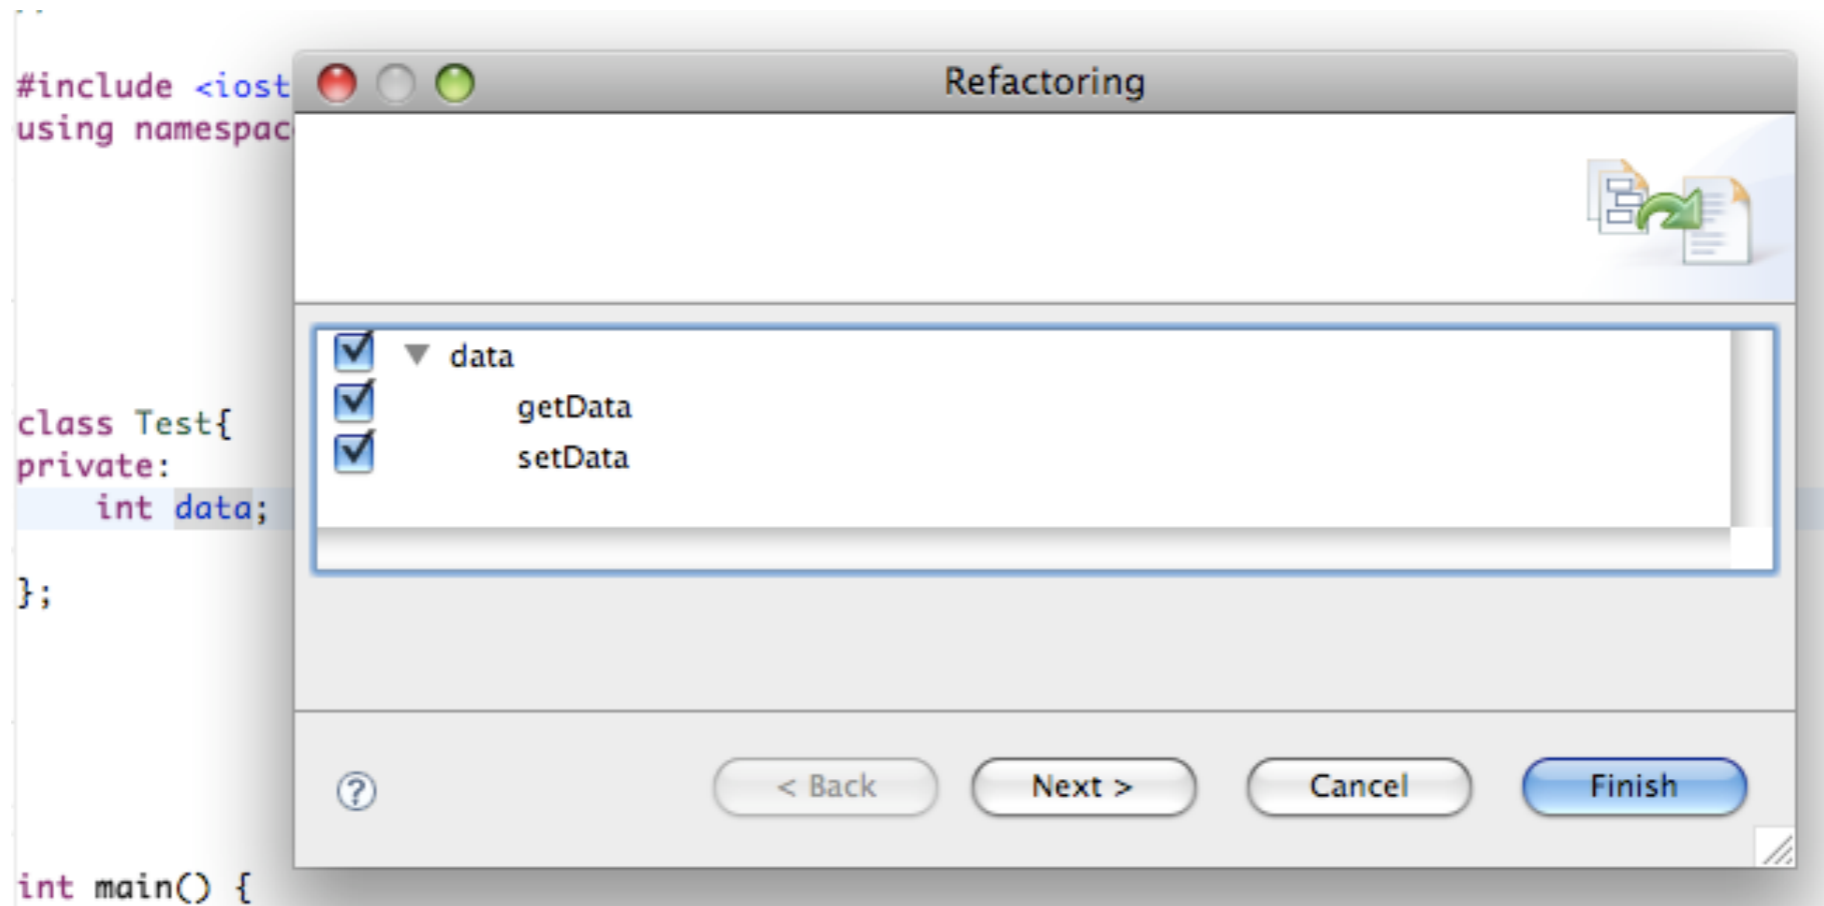 #include <iost
using namespac
class Test{
private:
int data;
};
int main() {
Refactoring
data
getData
setData
?
< Back
Next >
Cancel
Finish